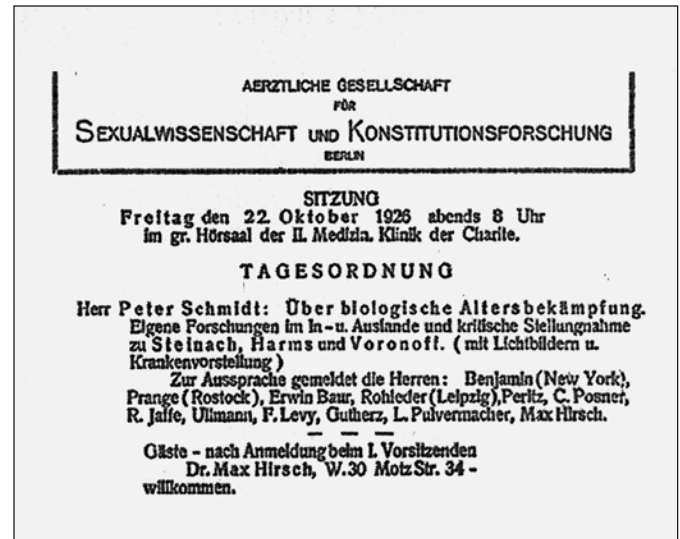 AERZTLICHE GESELLSCHAFT
FÜR
SEXUALWISSENSCHAFT UND KONSTITUTIONSFORSCHUNG
BERLIN
SITZUNG
Freitag den 22. Oktober 1926 abends 8 Uhr
im gr. Hörsaal der II. Medizin. Klinik der Charite.
TAGESORDNUNG
Herr Peter Schmidt: Über biologische Altersbekämpfung.
Eigene Forschungen im In- u. Auslande und kritische Stellungnahme
zu Steinach, Harms und Voronoff. (mit Lichtbildern u.
Krankenvorstellung)
Zur Aussprache gemeldet die Herren: Benjamin (New York),
Prange (Rostock), Erwin Baur, Rohleder (Leipzig), Peritz, C. Posner,
R. Jaffe, Ullmann, F. Levy, Gutherz, L. Pulvermacher, Max Hirsch.
Gäste - nach Anmeldung beim I. Vorsitzenden
Dr. Max Hirsch, W.30 Motz Str. 34 -
willkommen.